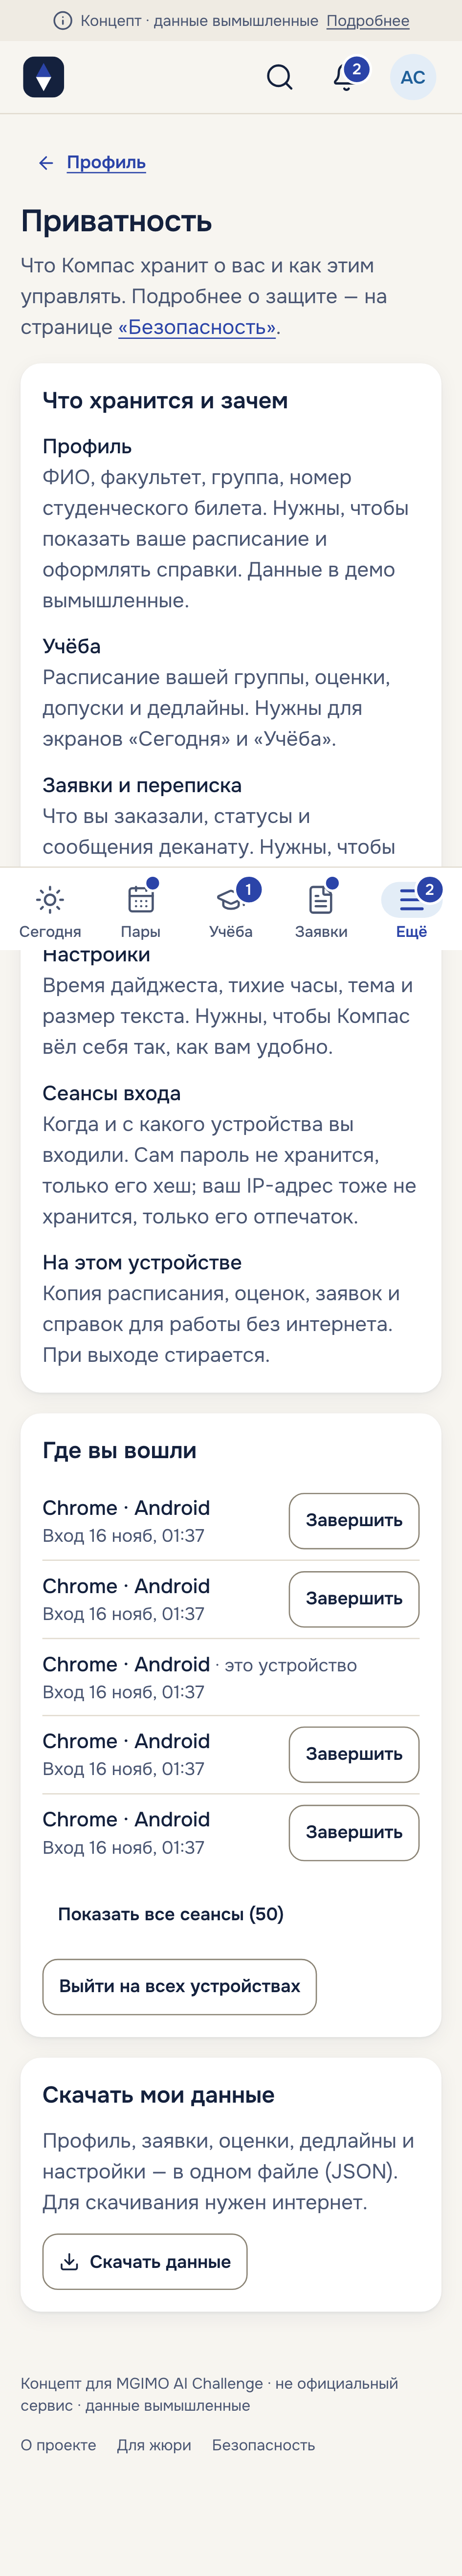 Концепт · данные вымышленные Подробнее
2
АС
← Профиль
Приватность
Что Компас хранит о вас и как этим
управлять. Подробнее о защите — на
странице «Безопасность».
Что хранится и зачем
Профиль
ФИО, факультет, группа, номер
студенческого билета. Нужны, чтобы
показать ваше расписание и
оформлять справки. Данные в демо
вымышленные.
Учёба
Расписание вашей группы, оценки,
допуски и дедлайны. Нужны для
экранов «Сегодня» и «Учёба».
Заявки и переписка
Что вы заказали, статусы и
сообщения деканату. Нужны, чтобы
1
2
Сегодня Пары Учёба Заявки Ещё
Настройки
Время дайджеста, тихие часы, тема и
размер текста. Нужны, чтобы Компас
вёл себя так, как вам удобно.
Сеансы входа
Когда и с какого устройства вы
входили. Сам пароль не хранится,
только его хеш; ваш IP-адрес тоже не
хранится, только его отпечаток.
На этом устройстве
Копия расписания, оценок, заявок и
справок для работы без интернета.
При выходе стирается.
Где вы вошли
Chrome · Android
Вход 16 нояб, 01:37
Завершить
Chrome · Android
Вход 16 нояб, 01:37
Завершить
Chrome · Android · это устройство
Вход 16 нояб, 01:37
Chrome · Android
Вход 16 нояб, 01:37
Завершить
Chrome · Android
Вход 16 нояб, 01:37
Завершить
Показать все сеансы (50)
Выйти на всех устройствах
Скачать мои данные
Профиль, заявки, оценки, дедлайны и
настройки — в одном файле (JSON).
Для скачивания нужен интернет.
Скачать данные
Концепт для MGIMO AI Challenge · не официальный
сервис · данные вымышленные
О проекте Для жюри Безопасность